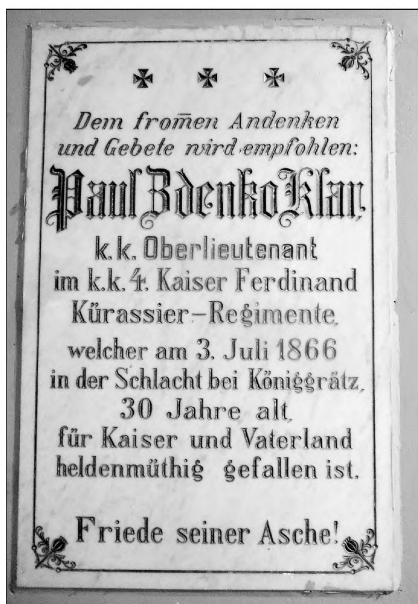 Dem from̅en Andenken
und Gebete wird empfohlen:
Paul Zdenko Klar,
k.k. Oberlieutenant
im k.k. 4. Kaiser Ferdinand
Kürassier-Regimente,
welcher am 3. Juli 1866
in der Schlacht bei Königgrätz,
30 Jahre alt,
für Kaiser und Vaterland
heldenmüthig gefallen ist.
Friede seiner Asche!